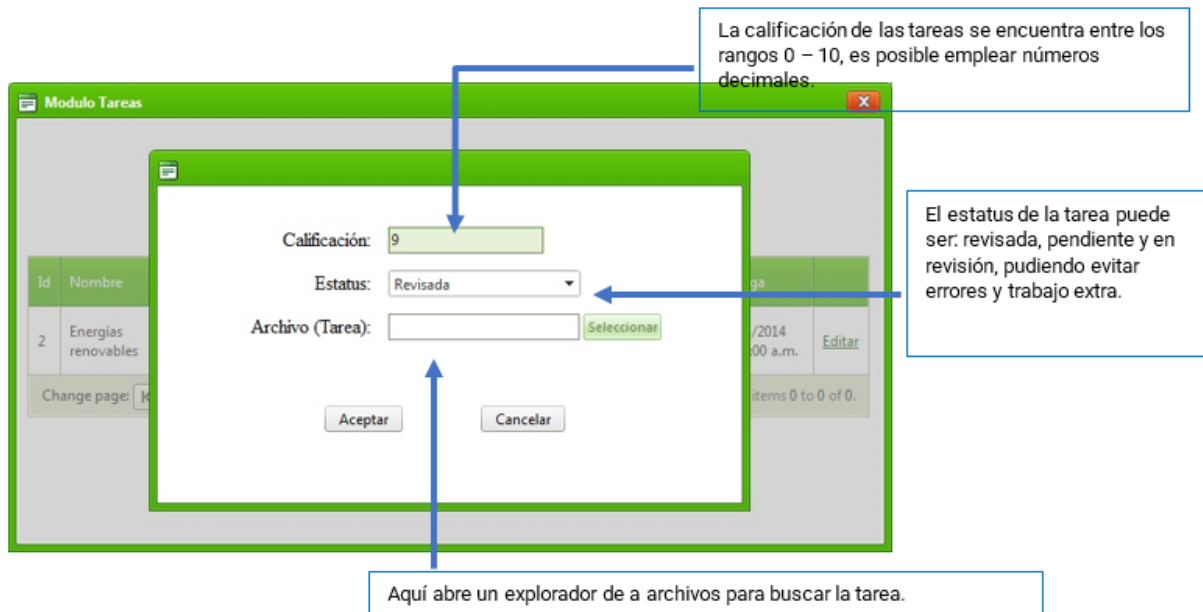 La calificación de las tareas se encuentra entre los
rangos 0 – 10, es posible emplear números
decimales.
Modulo Tareas
Calificación:
9
Estatus:
Revisada
Archivo (Tarea):
Seleccionar
Aceptar
Cancelar
Id
Nombre
2
Energías
renovables
/2014
:00 a.m.
Editar
Change page:
items 0 to 0 of 0.
El estatus de la tarea puede
ser: revisada, pendiente y en
revisión, pudiendo evitar
errores y trabajo extra.
Aquí abre un explorador de a archivos para buscar la tarea.